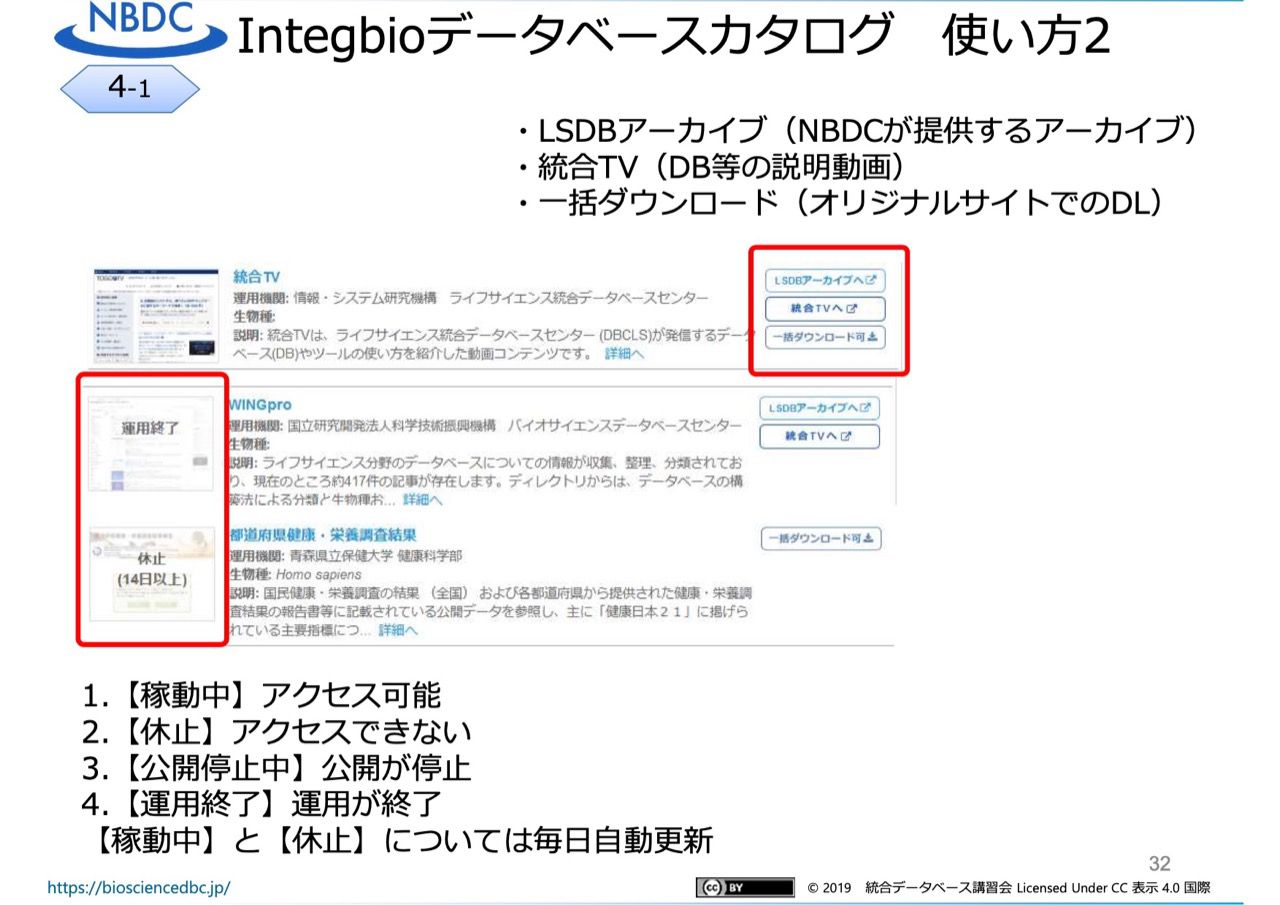 NBDC
Integbioデータベースカタログ 使い方2
4-1
・LSDBアーカイブ（NBDCが提供するアーカイブ）
・統合TV（DB等の説明動画）
・一括ダウンロード（オリジナルサイトでのDL）
統合TV
運用機関: 情報・システム研究機構 ライフサイエンス統合データベースセンター
生物種:
説明: 統合TVは、ライフサイエンス統合データベースセンター (DBCLS)が発信するデータ
ベース(DB)やツールの使い方を紹介した動画コンテンツです。 詳細へ
LSDBアーカイブへ
統合TVへ
一括ダウンロード可
運用終了
WINGpro
運用機関: 国立研究開発法人科学技術振興機構 バイオサイエンスデータベースセンター
生物種:
説明: ライフサイエンス分野のデータベースについての情報が収集、整理、分類されてお
り、現在のところ約417件の記事が存在します。ディレクトリからは、データベースの構
築法による分類と生物種お... 詳細へ
LSDBアーカイブへ
統合TVへ
休止
(14日以上)
都道府県健康・栄養調査結果
運用機関: 青森県立保健大学 健康科学部
生物種: Homo sapiens
説明: 国民健康・栄養調査の結果 （全国） および各都道府県から提供された健康・栄養調
査結果の報告書等に記載されている公開データを参照し、主に「健康日本２１」に掲げら
れている主要指標につ... 詳細へ
一括ダウンロード可
1.【稼動中】アクセス可能
2.【休止】アクセスできない
3.【公開停止中】公開が停止
4.【運用終了】運用が終了
【稼動中】と【休止】については毎日自動更新
32
https://biosciencedbc.jp/
cc BY
© 2019 統合データベース講習会 Licensed Under CC 表示 4.0 国際